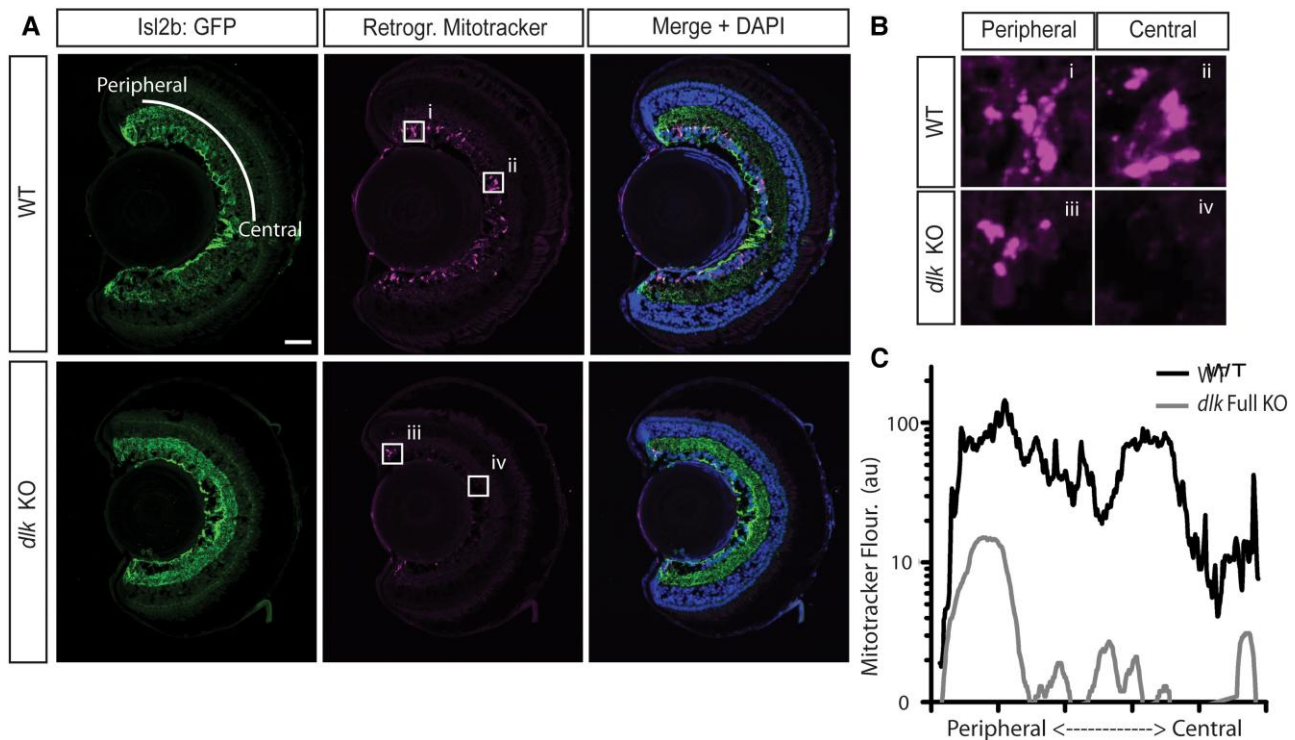 A
Isl2b: GFP
Retrogr. Mitotracker
Merge + DAPI
WT
Peripheral
Central
i
ii
dlk KO
iii
iv
B
Peripheral
Central
WT
i
ii
dlk KO
iii
iv
C
WT
dlk Full KO
Mitotracker Flour. (au)
100
10
0
Peripheral <------------> Central